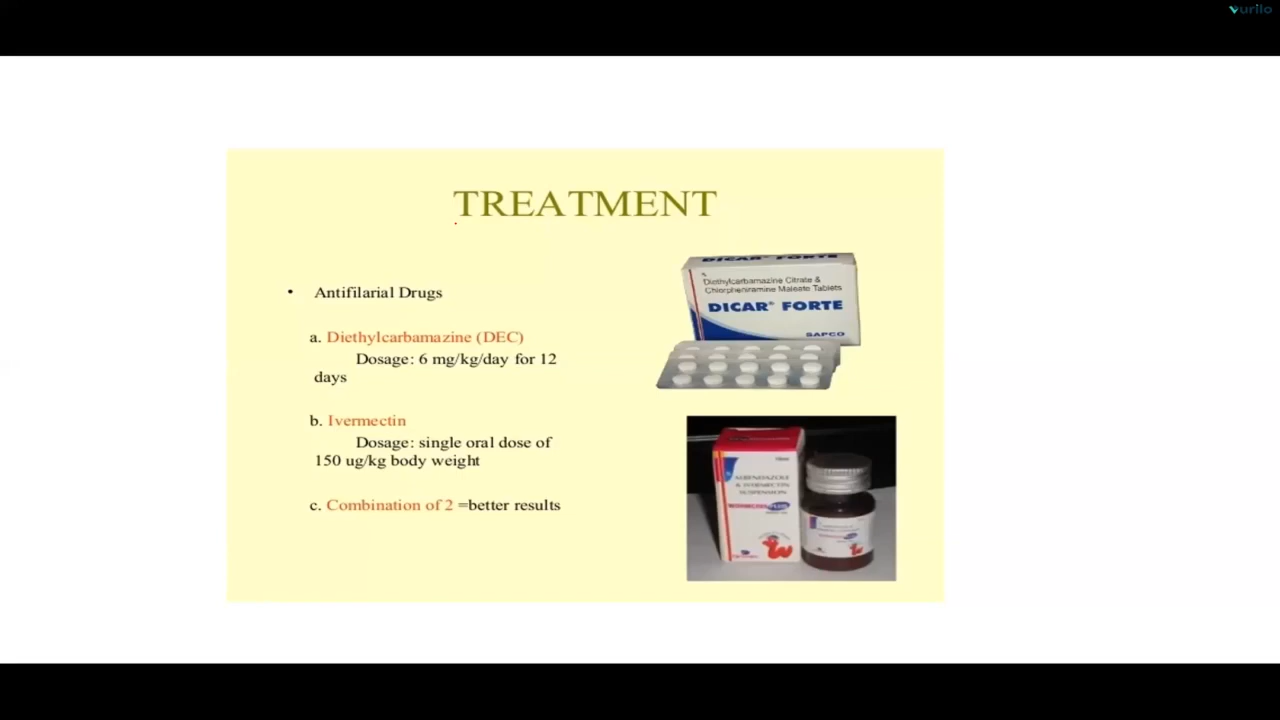 vurilo
TREATMENT
• Antifilarial Drugs
a. Diethylcarbamazine (DEC)
Dosage: 6 mg/kg/day for 12
days
b. Ivermectin
Dosage: single oral dose of
150 ug/kg body weight
c. Combination of 2 =better results
DICAR® FORTE
Diethylcarbamazine Citrate &
Chlorpheniramine Maleate Tablets
DICAR® FORTE
SAPCO
ALBENDAZOLE
& IVERMECTIN
SUSPENSION
PLUS